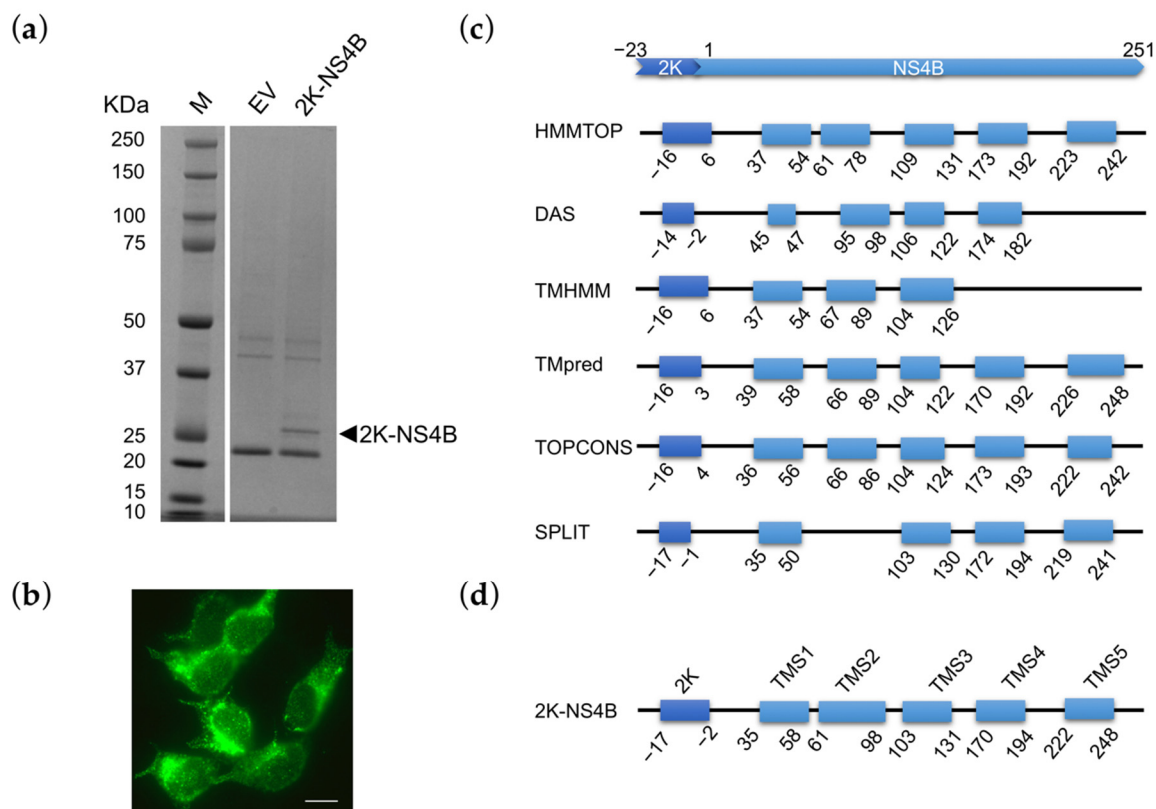 (a)
KDa M EV 2K-NS4B
250
150
100
75
50
37
25
20
15
10
2K-NS4B
(b)
(c)
−23 1 251
2K NS4B
HMMTOP
−16 6 37 54 61 78 109 131 173 192 223 242
DAS
−14 −2 45 47 95 98 106 122 174 182
TMHMM
−16 6 37 54 67 89 104 126
TMpred
−16 3 39 58 66 89 104 122 170 192 226 248
TOPCONS
−16 4 36 56 66 86 104 124 173 193 222 242
SPLIT
−17 −1 35 50 103 130 172 194 219 241
(d)
2K TMS1 TMS2 TMS3 TMS4 TMS5
2K-NS4B
−17 −2 35 58 61 98 103 131 170 194 222 248